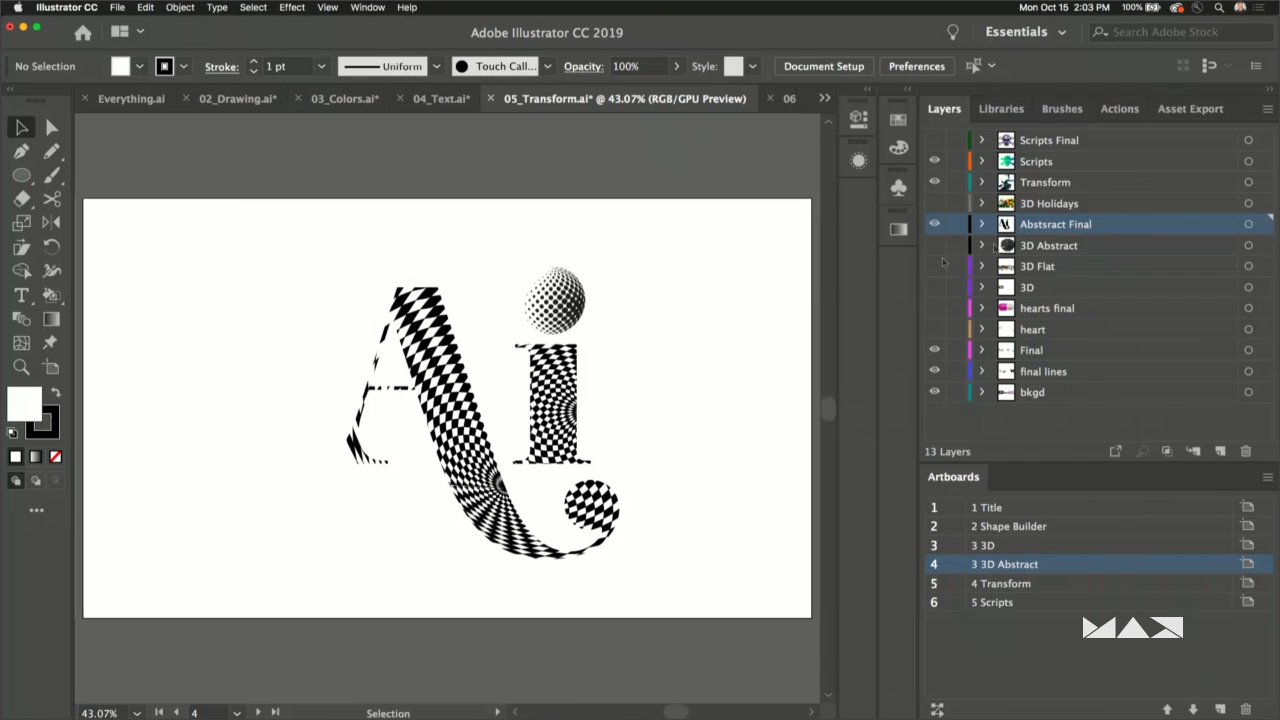 Illustrator CC File Edit Object Type Select Effect View Window Help Mon Oct 15 2:03 PM 100%
Adobe Illustrator CC 2019 Essentials Search Adobe Stock
No Selection Stroke: 1 pt Uniform Touch Call... Opacity: 100% Style: Document Setup Preferences
Everything.ai 02_Drawing.ai* 03_Colors.ai* 04_Text.ai* 05_Transform.ai* @ 43.07% (RGB/GPU Preview) 06
Layers Libraries Brushes Actions Asset Export
Scripts Final
Scripts
Transform
3D Holidays
Abstsract Final
3D Abstract
3D Flat
3D
hearts final
heart
Final
final lines
bkgd
13 Layers
Artboards
1 1 Title
2 2 Shape Builder
3 3 3D
4 3 3D Abstract
5 4 Transform
6 5 Scripts
MAX
Ai
43.07% 4 Selection